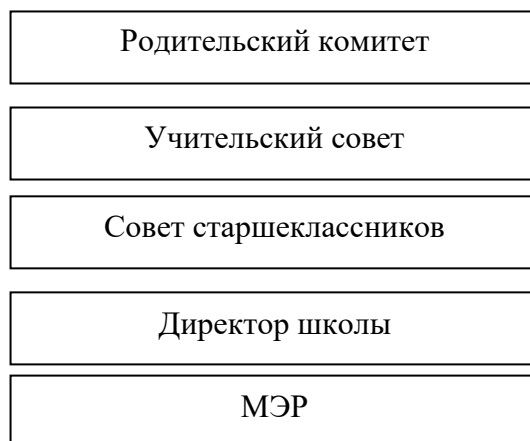 Родительский комитет
Учительский совет
Совет старшеклассников
Директор школы
МЭР